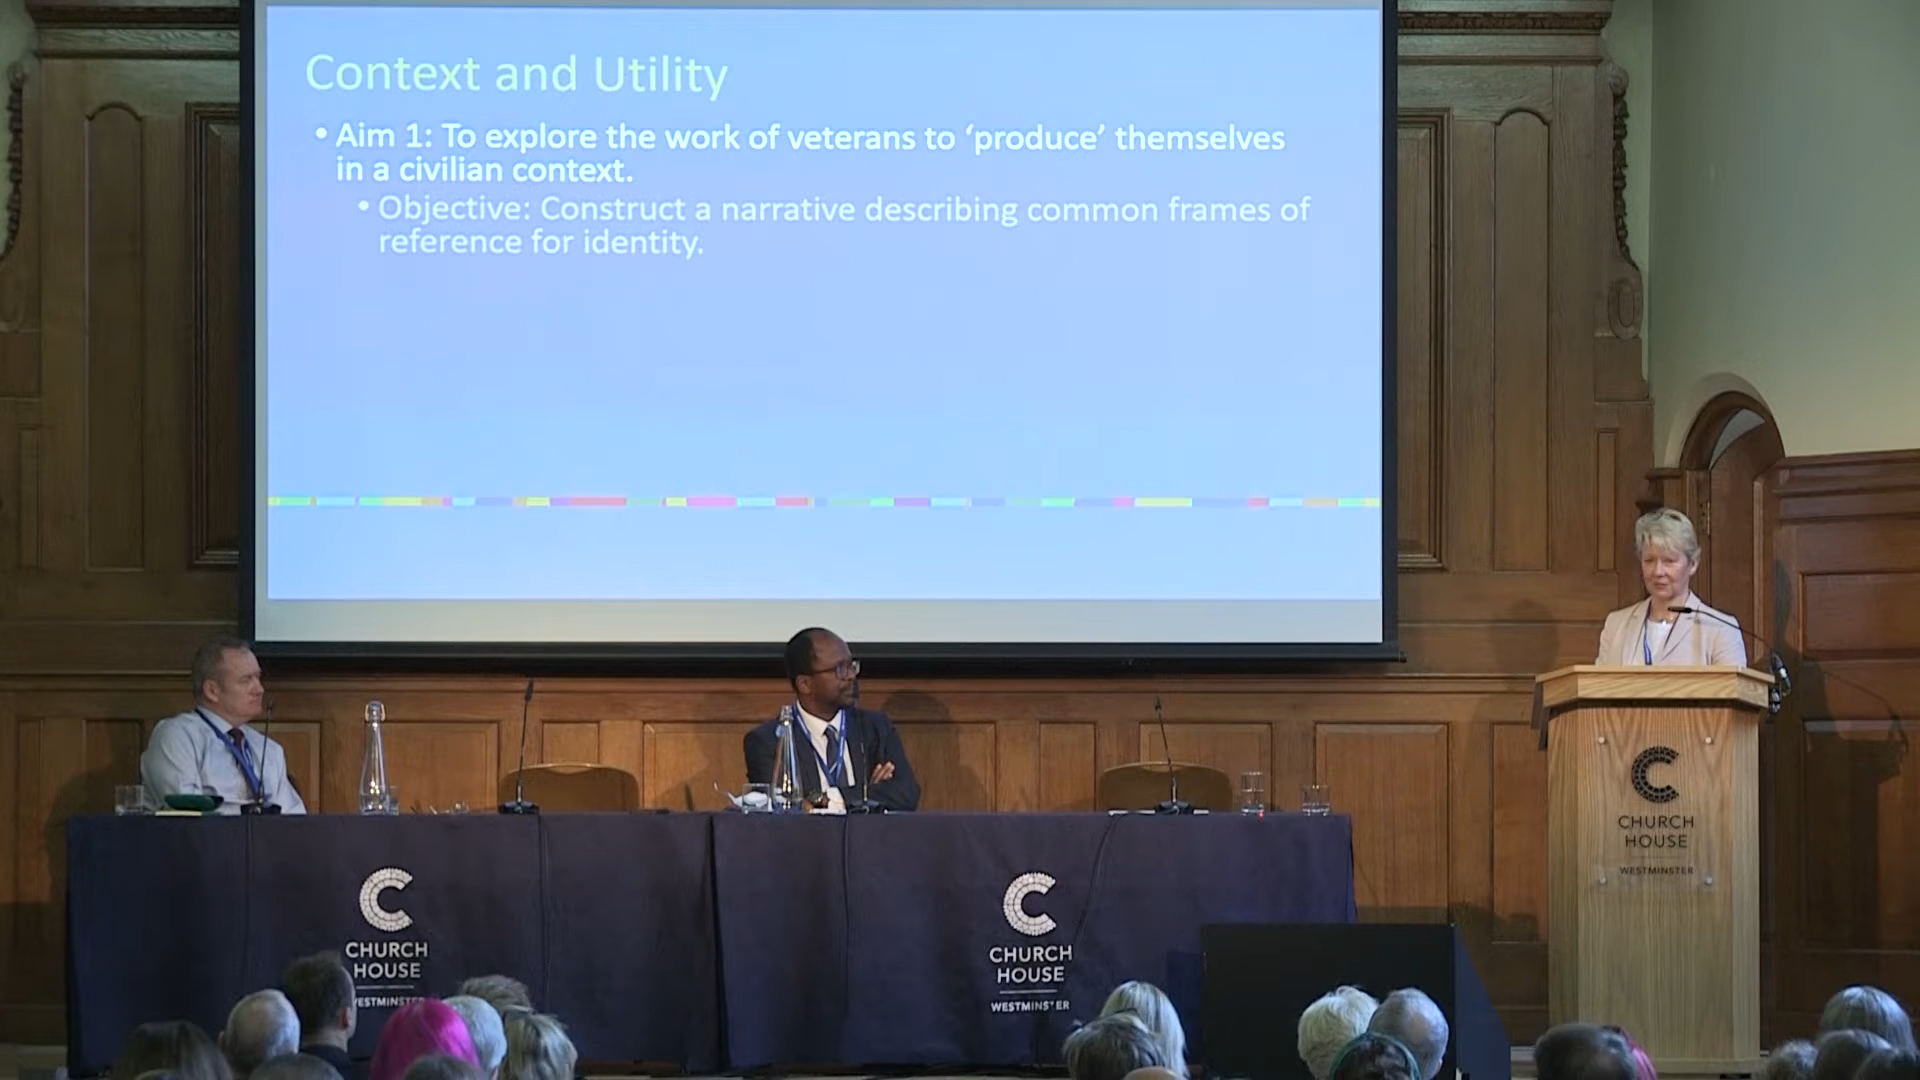 Context and Utility
• Aim 1: To explore the work of veterans to ‘produce’ themselves
in a civilian context.
• Objective: Construct a narrative describing common frames of
reference for identity.
CHURCH
HOUSE
WESTMINSTER
CHURCH
HOUSE
WESTMINSTER
CHURCH
HOUSE
WESTMINSTER